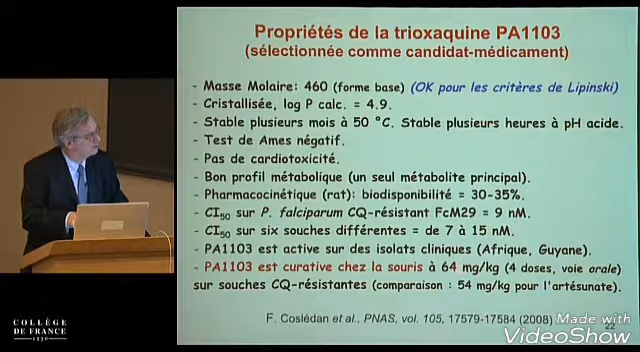 Propriétés de la trioxaquine PA1103
(sélectionnée comme candidat-médicament)
- Masse Molaire: 460 (forme base) (OK pour les critères de Lipinski)
- Cristallisée, log P calc. = 4.9.
- Stable plusieurs mois à 50 °C. Stable plusieurs heures à pH acide.
- Test de Ames négatif.
- Pas de cardiotoxicité.
- Bon profil métabolique (un seul métabolite principal).
- Pharmacocinétique (rat): biodisponibilité = 30-35%.
- CI50 sur P. falciparum CQ-résistant FcM29 = 9 nM.
- CI50 sur six souches différentes = de 7 à 15 nM.
- PA1103 est active sur des isolats cliniques (Afrique, Guyane).
- PA1103 est curative chez la souris à 64 mg/kg (4 doses, voie orale)
sur souches CQ-résistantes (comparaison : 54 mg/kg pour l'artésunate).
F. Coslédan et al., PNAS, vol. 105, 17579-17584 (2008)
22
COLLÈGE
DE FRANCE
1530
Made with
VideoShow